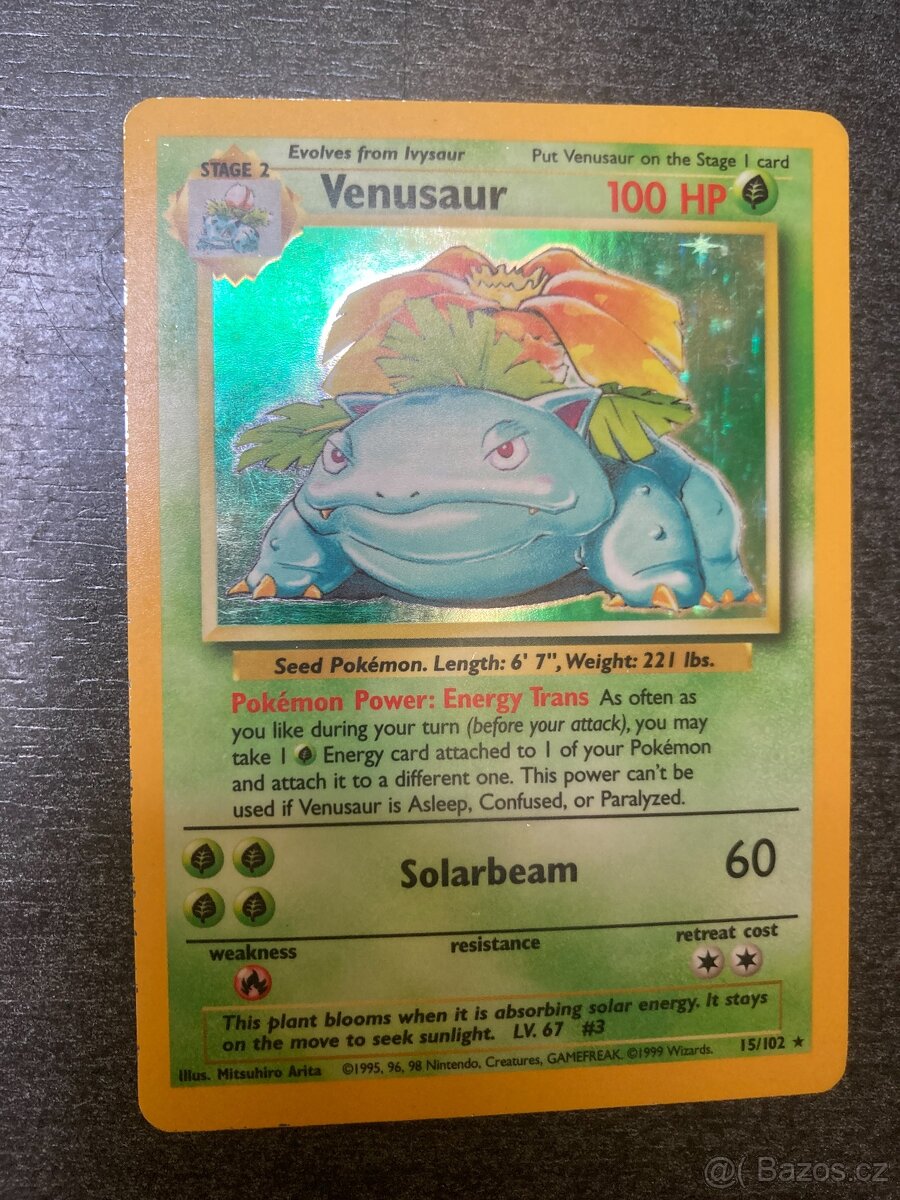 Evolves from Ivysaur
Put Venusaur on the Stage 1 card
STAGE 2
Venusaur
100 HP
Seed Pokémon. Length: 6' 7", Weight: 221 lbs.
Pokémon Power: Energy Trans As often as
you like during your turn (before your attack), you may
take 1 Energy card attached to 1 of your Pokémon
and attach it to a different one. This power can't be
used if Venusaur is Asleep, Confused, or Paralyzed.
Solarbeam
60
weakness
resistance
retreat cost
This plant blooms when it is absorbing solar energy. It stays
on the move to seek sunlight. LV. 67 #3
Illus. Mitsuhiro Arita ©1995, 96, 98 Nintendo, Creatures, GAMEFREAK. ©1999 Wizards. 15/102 ★
@( Bazos.cz